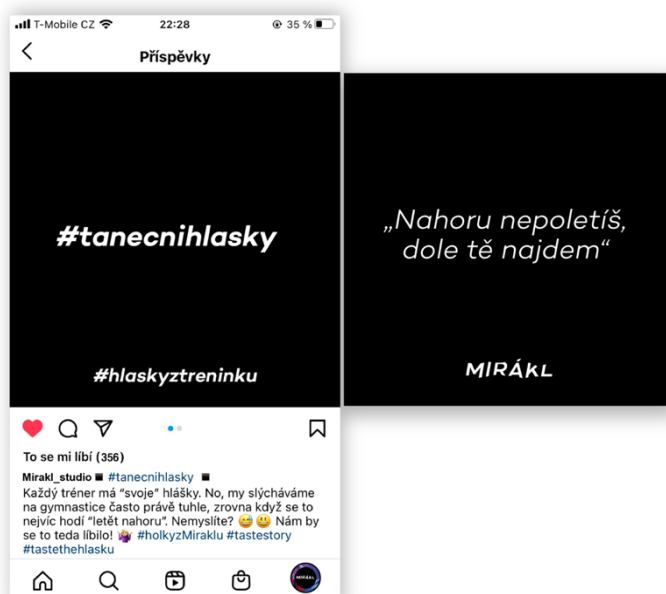 T-Mobile CZ 22:28 35 %
Příspěvky
#tanecnihlasky
#hlaskyztreninku
„Nahoru nepoletíš,
dole tě najdem“
MIRÁKL
To se mi líbí (356)
Mirakl_studio #tanecnihlasky
Každý tréner má “svoje” hlášky. No, my slýcháváme
na gymnastice často právě tuhle, zrovna když se to
nejvíc hodí “letět nahoru”. Nemyslíte? 😅 😃 Nám by
se to teda líbilo! 🤷‍♀️ #holkyzMiraklu #tastestory
#tastethehlasku
MIRÁKL